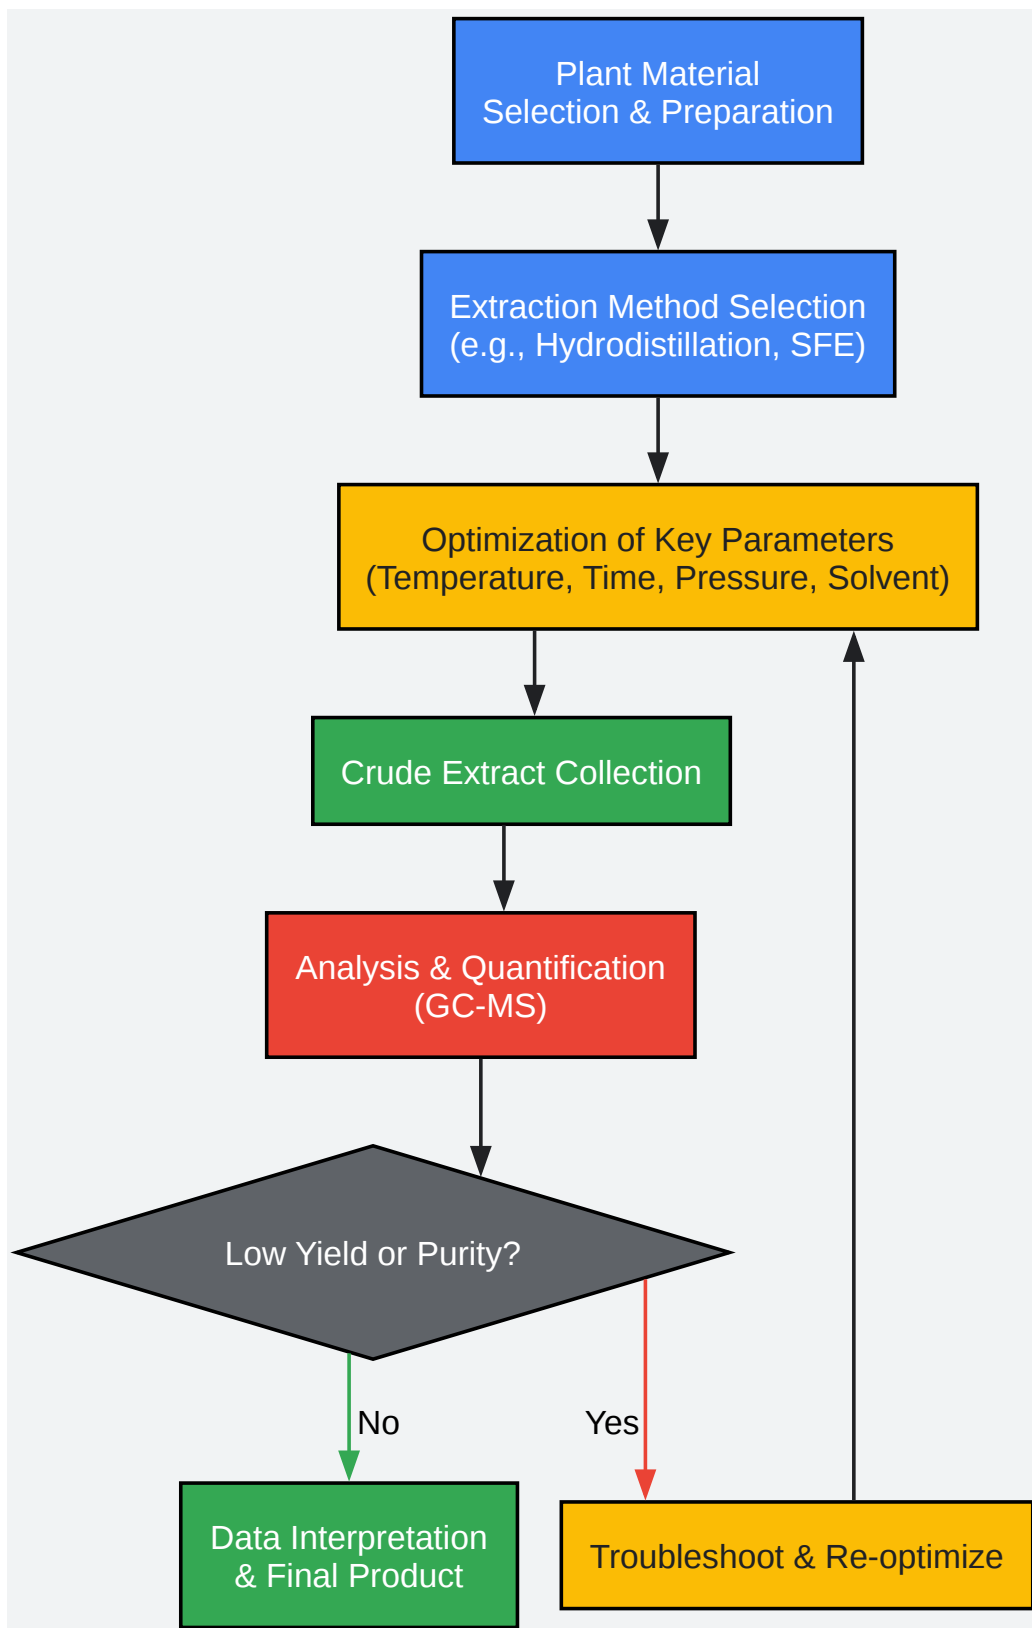 Plant Material
Selection & Preparation
Extraction Method Selection
(e.g., Hydrodistillation, SFE)
Optimization of Key Parameters
(Temperature, Time, Pressure, Solvent)
Crude Extract Collection
Analysis & Quantification
(GC-MS)
Low Yield or Purity?
No
Yes
Data Interpretation
& Final Product
Troubleshoot & Re-optimize